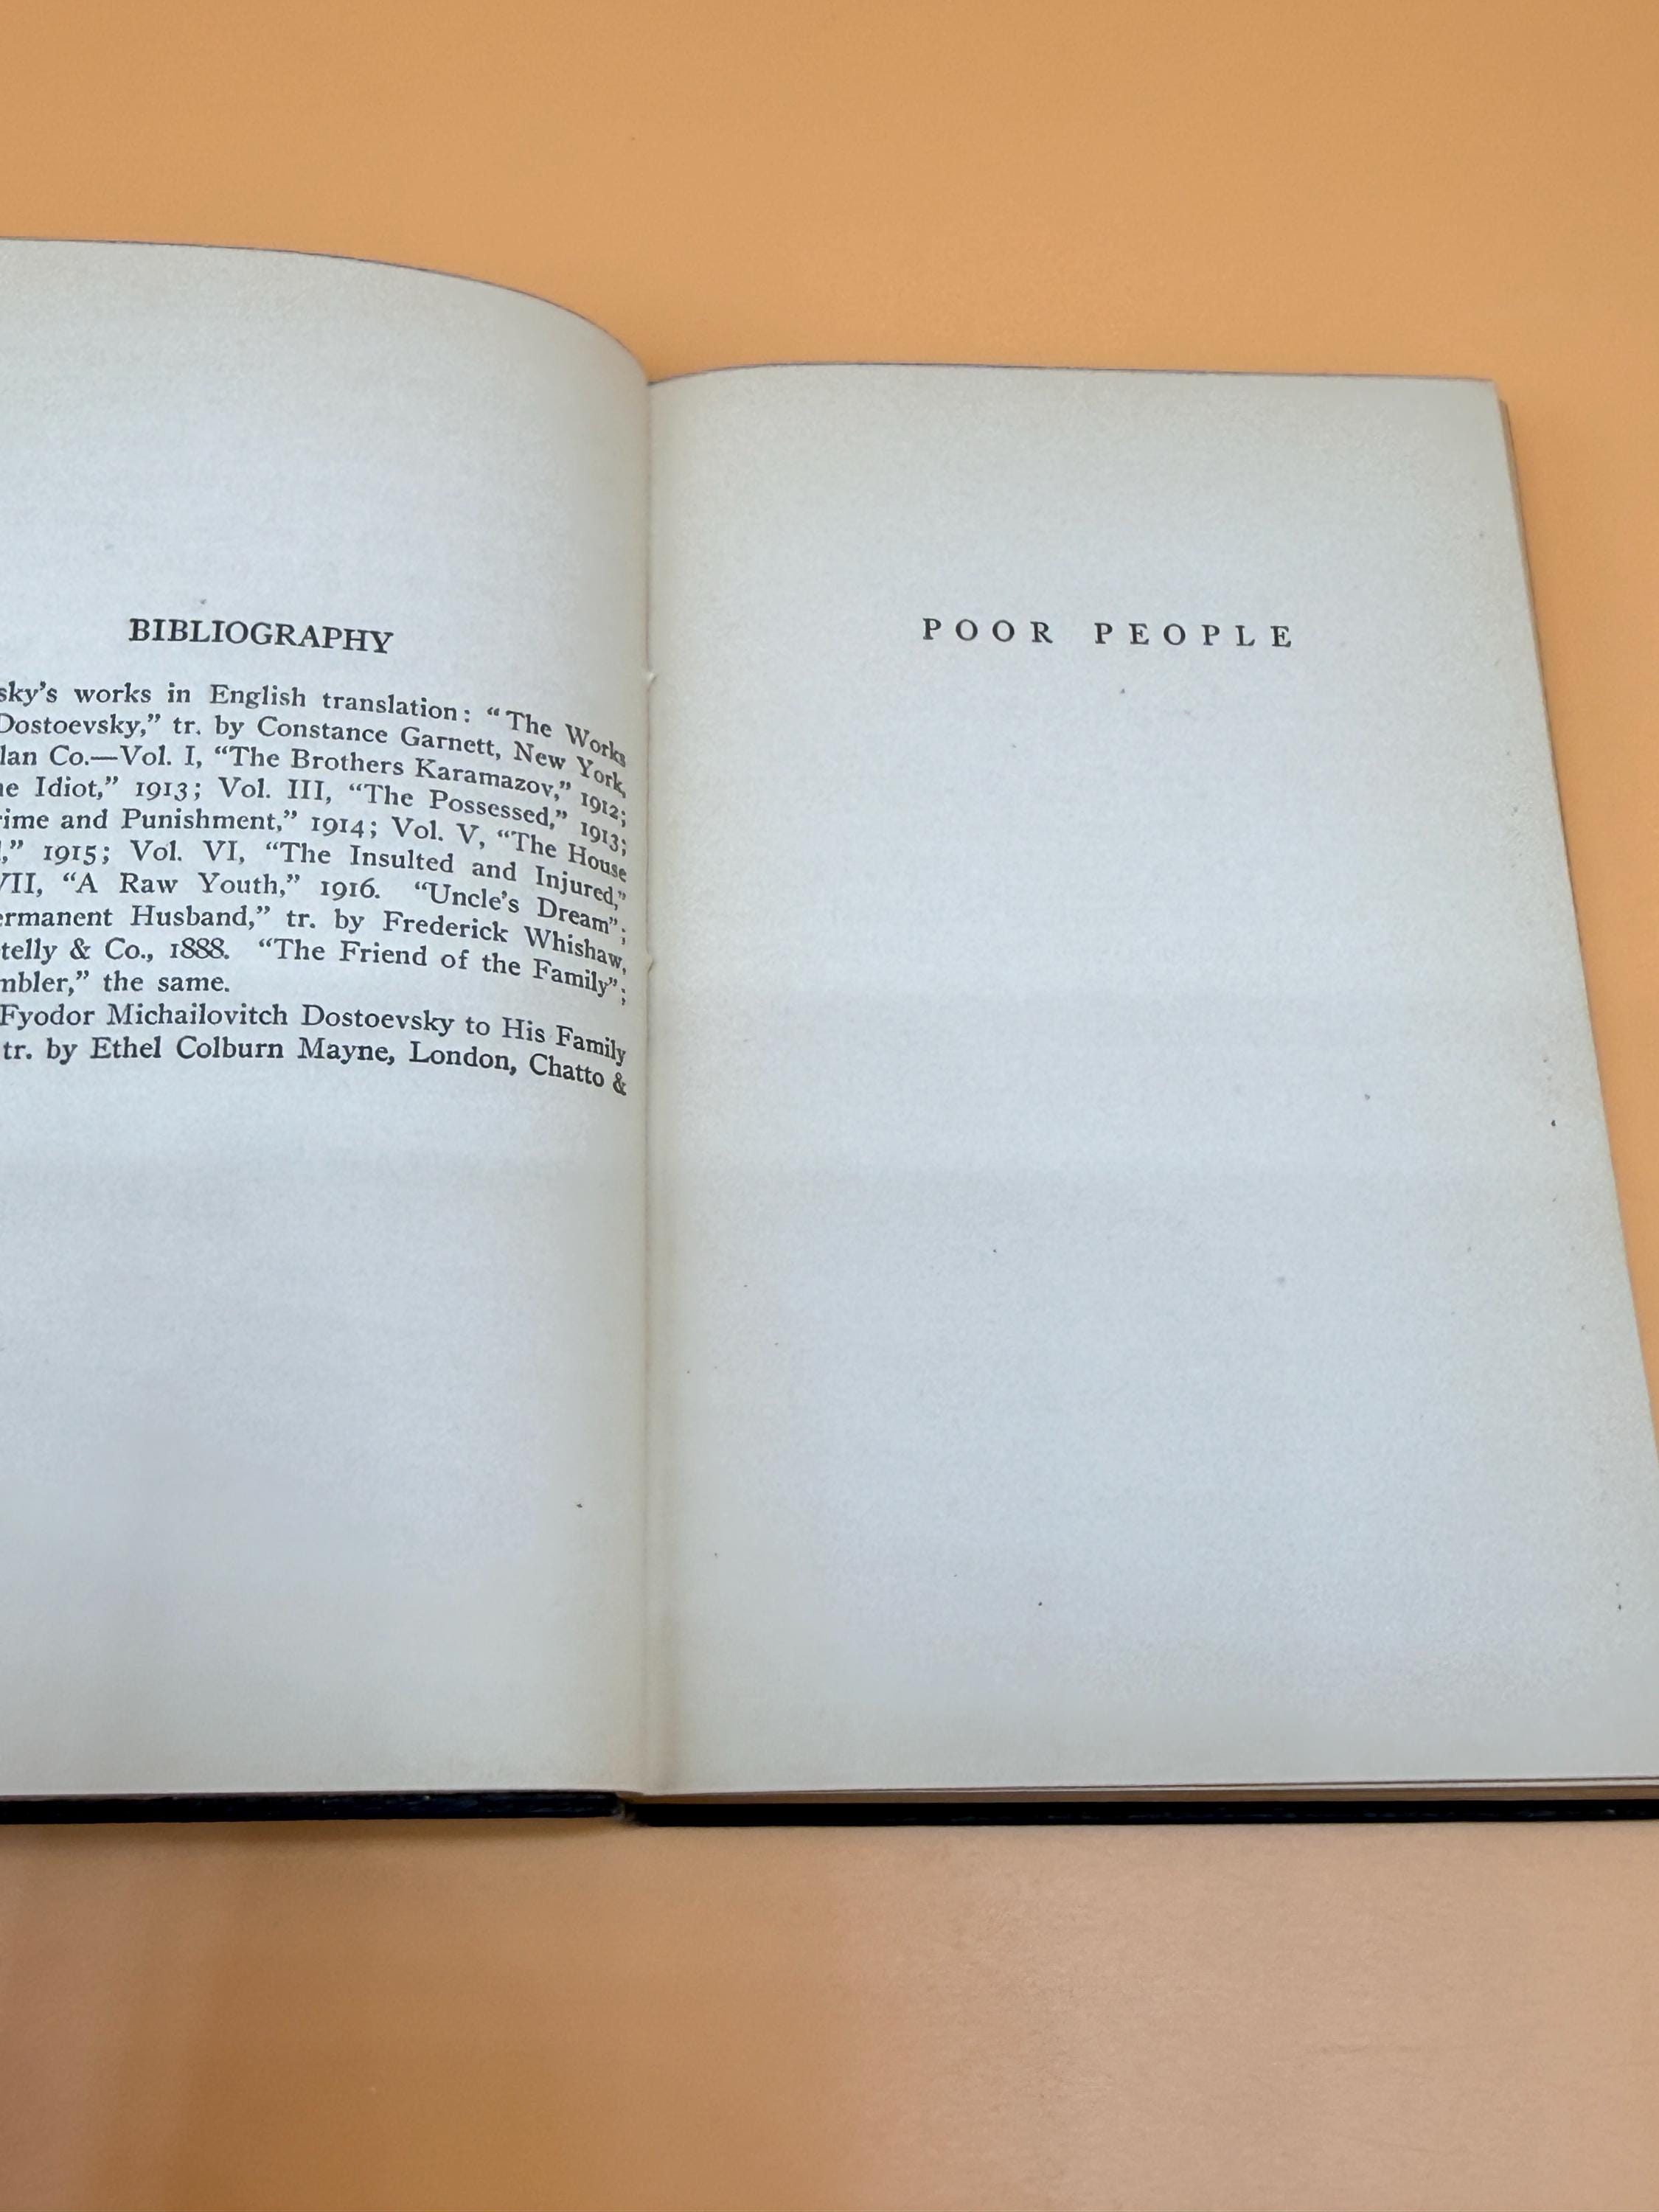 BIBLIOGRAPHY
sky's works in English translation: “The Works
Dostoevsky,” tr. by Constance Garnett, New York,
lan Co.—Vol. I, “The Brothers Karamazov,” 1912;
e Idiot,” 1913; Vol. III, “The Possessed,” 1913;
ime and Punishment,” 1914; Vol. V, “The House
,” 1915; Vol. VI, “The Insulted and Injured,”
VII, “A Raw Youth,” 1916. “Uncle's Dream”;
ermanent Husband,” tr. by Frederick Whishaw,
telly & Co., 1888. “The Friend of the Family”;
mbler,” the same.
Fyodor Michailovitch Dostoevsky to His Family
tr. by Ethel Colburn Mayne, London, Chatto &
POOR PEOPLE